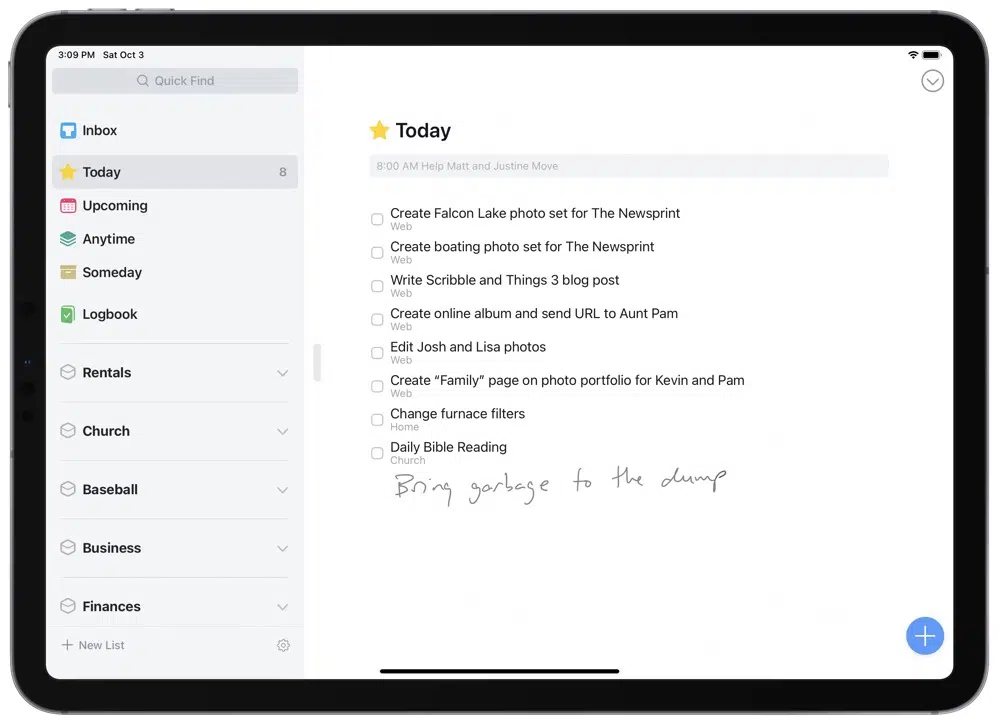 3:09 PM Sat Oct 3
Quick Find
Inbox
Today 8
Upcoming
Anytime
Someday
Logbook
Rentals
Church
Baseball
Business
Finances
New List
Today
8:00 AM Help Matt and Justine Move
Create Falcon Lake photo set for The Newsprint
Web
Create boating photo set for The Newsprint
Web
Write Scribble and Things 3 blog post
Web
Create online album and send URL to Aunt Pam
Web
Edit Josh and Lisa photos
Web
Create “Family” page on photo portfolio for Kevin and Pam
Web
Change furnace filters
Home
Daily Bible Reading
Church
Bring garbage to the dump